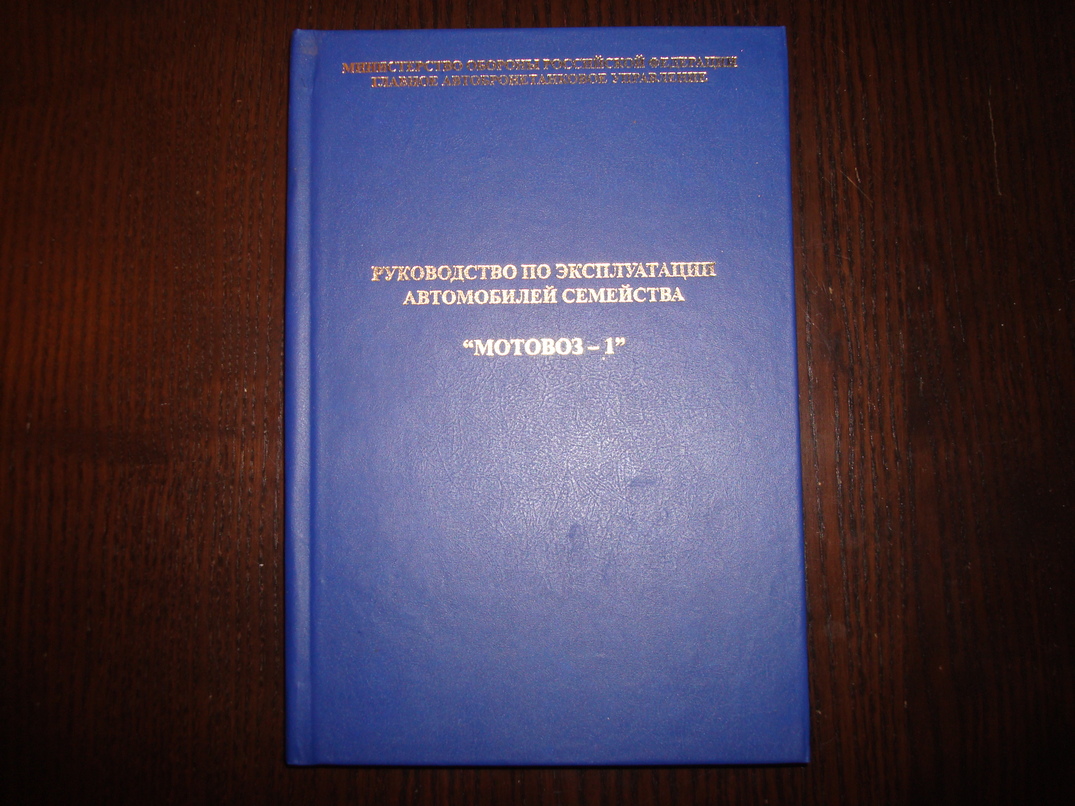 МИНИСТЕРСТВО ОБОРОНЫ РОССИЙСКОЙ ФЕДЕРАЦИИ
ГЛАВНОЕ АВТОБРОНЕТАНКОВОЕ УПРАВЛЕНИЕ
РУКОВОДСТВО ПО ЭКСПЛУАТАЦИИ
АВТОМОБИЛЕЙ СЕМЕЙСТВА
“МОТОВОЗ – 1”